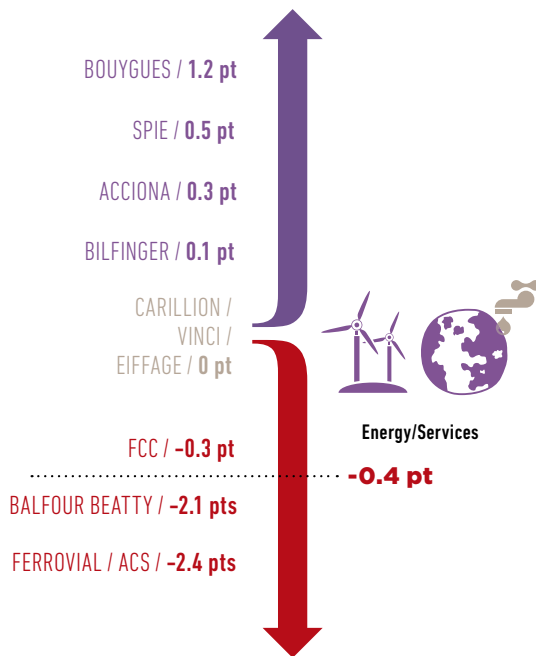 BOUYGUES / 1.2 pt
SPIE / 0.5 pt
ACCIONA / 0.3 pt
BILFINGER / 0.1 pt
CARILLION /
VINCI /
EIFFAGE / 0 pt
Energy/Services
FCC / -0.3 pt
-0.4 pt
BALFOUR BEATTY / -2.1 pts
FERROVIAL / ACS / -2.4 pts